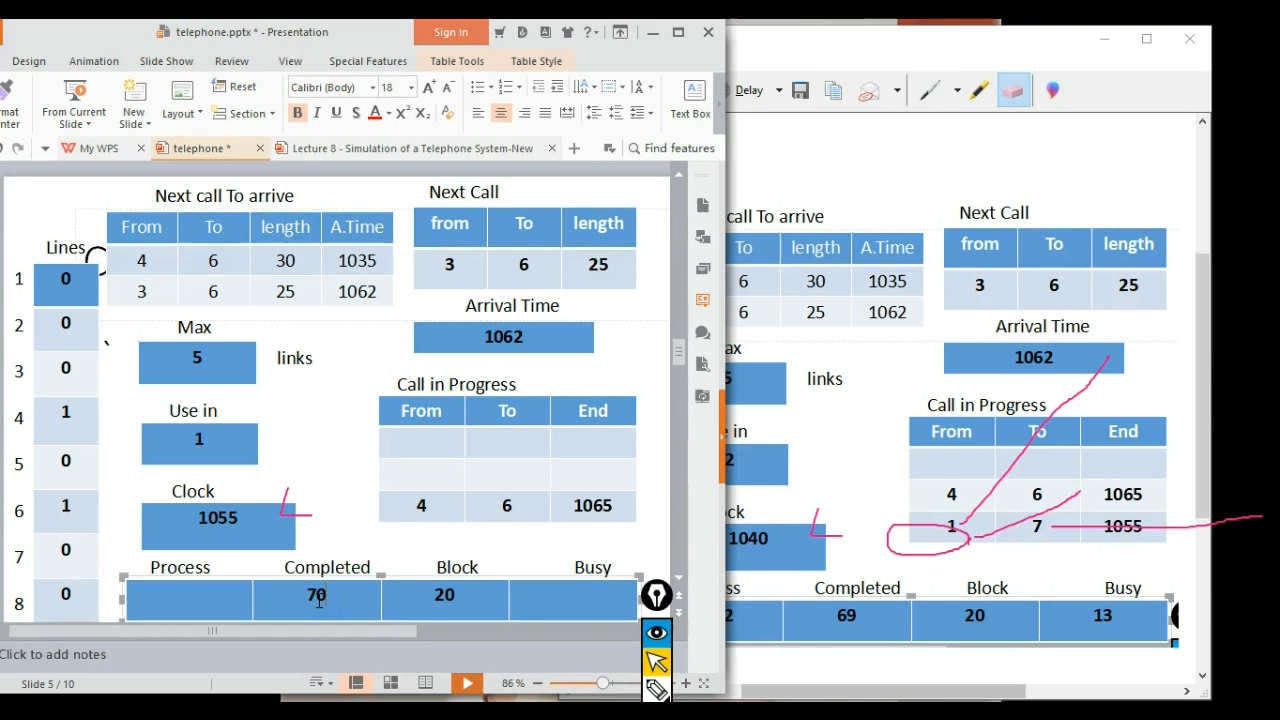 telephone.pptx * - Presentation
Sign in
Design Animation Slide Show Review View Special Features Table Tools Table Style
Reset Calibri (Body) 18
From Current Slide New Slide Layout Section Text Box
My WPS telephone * Lecture 8 - Simulation of a Telephone System-New Find features
Next call To arrive
From To length A.Time
4 6 30 1035
3 6 25 1062
Next Call
from To length
3 6 25
Arrival Time
1062
Lines
1 0
2 0
3 0
4 1
5 0
6 1
7 0
8 0
Max
5 links
Use in
1
Clock
1055
Call in Progress
From To End
4 6 1065
Process Completed Block Busy
70 20
Click to add notes
Slide 5 / 10 86 %
Delay
call To arrive
To length A.Time
6 30 1035
6 25 1062
Next Call
from To length
3 6 25
Arrival Time
1062
links
Call in Progress
From To End
4 6 1065
1 7 1055
1040
Completed Block Busy
69 20 13